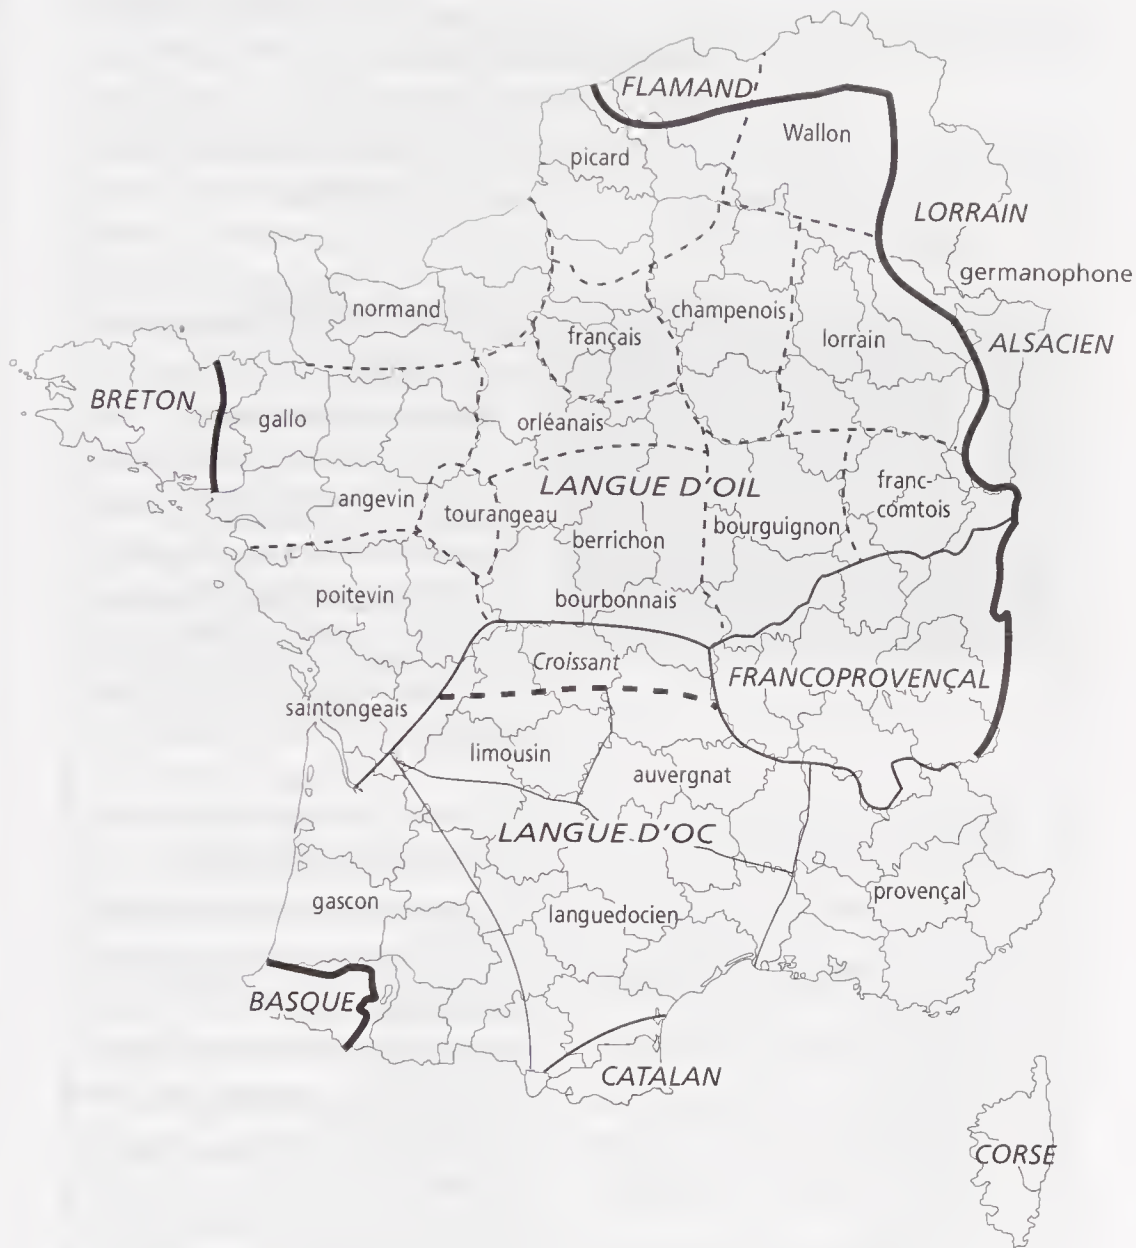 FLAMAND
Wallon
picard
LORRAIN
germanophone
normand
champenois
français
lorrain
ALSACIEN
BRETON
gallo
orléanais
LANGUE D'OIL
franc-
comtois
angevin
tourangeau
bourguignon
berrichon
poitevin
bourbonnais
Croissant
FRANCOPROVENÇAL
saintongeais
limousin
auvergnat
LANGUE D'OC
provençal
gascon
languedocien
BASQUE
CATALAN
CORSE